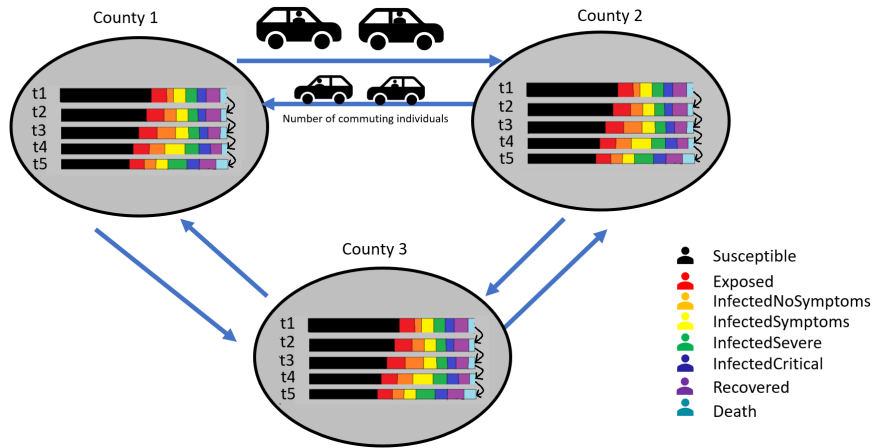 County 1
t1
t2
t3
t4
t5
Number of commuting individuals
County 2
t1
t2
t3
t4
t5
County 3
t1
t2
t3
t4
t5
Susceptible
Exposed
InfectedNoSymptoms
InfectedSymptoms
InfectedSevere
InfectedCritical
Recovered
Death